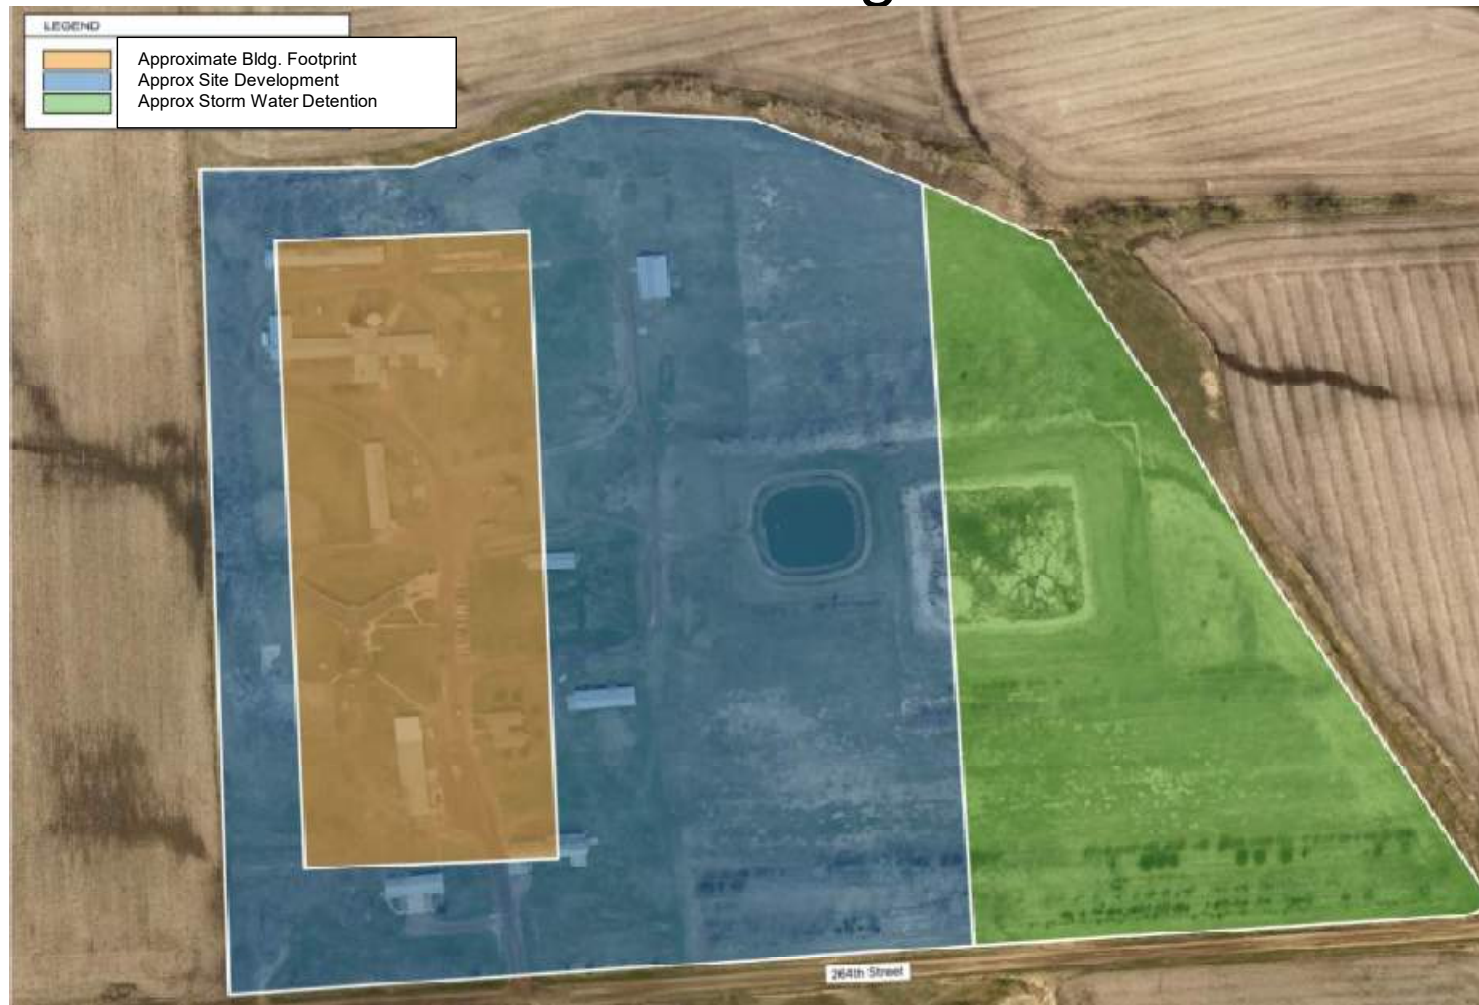 LEGEND
Approximate Bldg. Footprint
Approx Site Development
Approx Storm Water Detention
264th Street